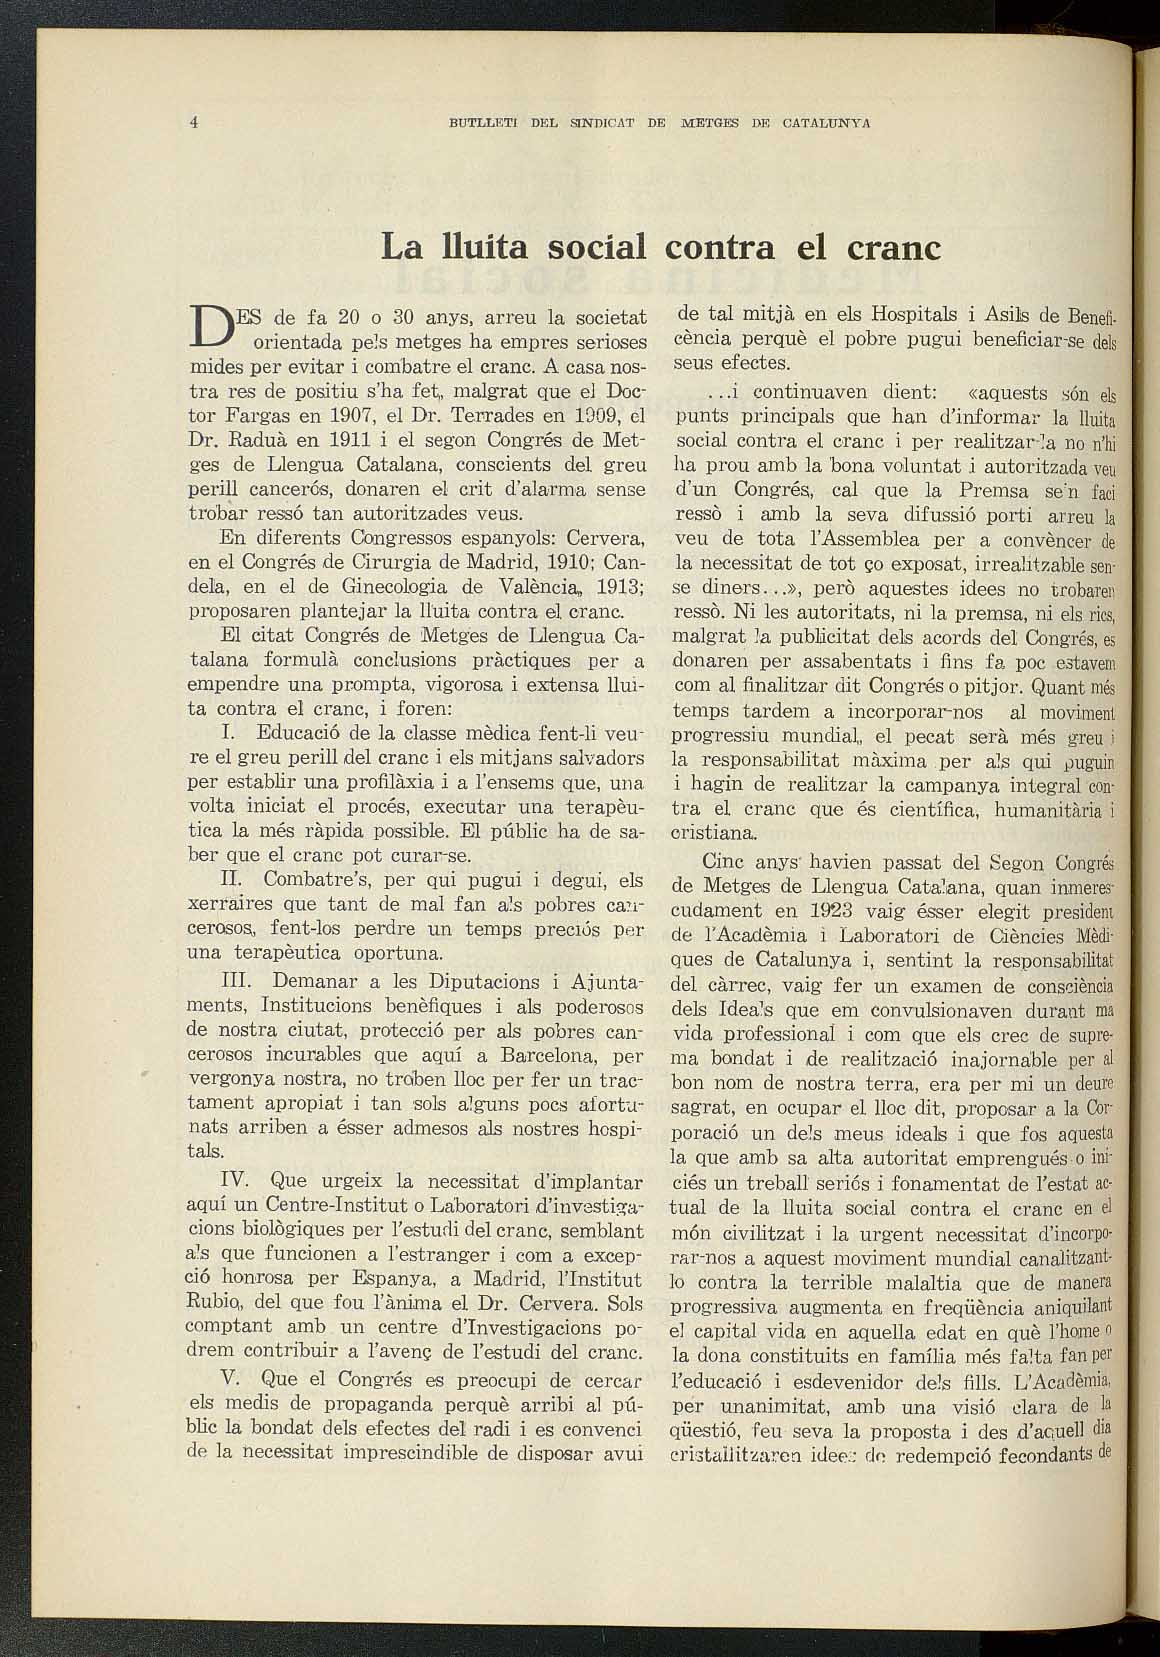 4
BUTLLETI DEL SINDICAT DE METGES DE CATALUNYA
La lluita social contra el cranc
DES de fa 20 o 30 anys, arreu la societat
orientada pels metges ha empres serioses
mides per evitar i combatre el cranc. A casa nos-
tra res de positiu s'ha fet, malgrat que el Doc-
tor Fargas en 1907, el Dr. Terrades en 1909, el
Dr. Raduà en 1911 i el segon Congrés de Met-
ges de Llengua Catalana, conscients del greu
perill cancerós, donaren el crit d'alarma sense
trobar ressó tan autoritzades veus.
En diferents Congressos espanyols: Cervera,
en el Congrés de Cirurgia de Madrid, 1910; Can-
dela, en el de Ginecologia de València, 1913;
proposaren plantejar la lluita contra el cranc.
El citat Congrés de Metges de Llengua Ca-
talana formulà conclusions pràctiques per a
empendre una prompta, vigorosa i extensa llui-
ta contra el cranc, i foren:
I. Educació de la classe mèdica fent-li veu-
re el greu perill del cranc i els mitjans salvadors
per establir una profilàxia i a l'ensems que, una
volta iniciat el procés, executar una terapèu-
tica la més ràpida possible. El públic ha de sa-
ber que el cranc pot curar-se.
II. Combatre's, per qui pugui i degui, els
xerraires que tant de mal fan als pobres can-
cerosos, fent-los perdre un temps preciós per
una terapèutica oportuna.
III. Demanar a les Diputacions i Ajunta-
ments, Institucions benèfiques i als poderosos
de nostra ciutat, protecció per als pobres can-
cerosos incurables que aquí a Barcelona, per
vergonya nostra, no troben lloc per fer un trac-
tament apropiat i tan sols alguns pocs afortu-
nats arriben a ésser admesos als nostres hospi-
tals.
IV. Que urgeix la necessitat d'implantar
aquí un Centre-Institut o Laboratori d'investiga-
cions biològiques per l'estudi del cranc, semblant
als que funcionen a l'estranger i com a excep-
ció honrosa per Espanya, a Madrid, l'Institut
Rubio, del que fou l'ànima el Dr. Cervera. Sols
comptant amb un centre d'Investigacions po-
drem contribuir a l'avenç de l'estudi del cranc.
V. Que el Congrés es preocupi de cercar
els medis de propaganda perquè arribi al pú-
blic la bondat dels efectes del radi i es convenci
de la necessitat imprescindible de disposar avui
de tal mitjà en els Hospitals i Asils de Benefi-
cència perquè el pobre pugui beneficiar-se dels
seus efectes.
...i continuaven dient: «aquests són els
punts principals que han d'informar la lluita
social contra el cranc i per realitzar-la no n'hi
ha prou amb la bona voluntat i autoritzada veu
d'un Congrés, cal que la Premsa se'n faci
ressò i amb la seva difussió porti arreu la
veu de tota l'Assemblea per a convèncer de
la necessitat de tot ço exposat, irrealitzable sen-
se diners...», però aquestes idees no trobaren
ressò. Ni les autoritats, ni la premsa, ni els rics,
malgrat la publicitat dels acords del Congrés, es
donaren per assabentats i fins fa poc estavem
com al finalitzar dit Congrés o pitjor. Quant més
temps tardem a incorporar-nos al moviment
progressiu mundial, el pecat serà més greu i
la responsabilitat màxima per als qui puguin
i hagin de realitzar la campanya integral con-
tra el cranc que és científica, humanitària i
cristiana.
Cinc anys havien passat del Segon Congrés
de Metges de Llengua Catalana, quan inmeres-
cudament en 1923 vaig ésser elegit president
de l'Acadèmia i Laboratori de Ciències Mèdi-
ques de Catalunya i, sentint la responsabilitat
del càrrec, vaig fer un examen de consciència
dels Ideals que em convulsionaven durant ma
vida professional i com que els crec de supre-
ma bondat i de realització inajornable per al
bon nom de nostra terra, era per mi un deure
sagrat, en ocupar el lloc dit, proposar a la Cor-
poració un dels meus ideals i que fos aquesta
la que amb sa alta autoritat emprengués o ini-
ciés un treball seriós i fonamentat de l'estat ac-
tual de la lluita social contra el cranc en el
món civilitzat i la urgent necessitat d'incorpo-
rar-nos a aquest moviment mundial canalitzant-
lo contra la terrible malaltia que de manera
progressiva augmenta en freqüència aniquilant
el capital vida en aquella edat en què l'home o
la dona constituits en família més falta fan per
l'educació i esdevenidor dels fills. L'Acadèmia,
per unanimitat, amb una visió clara de la
qüestió, feu seva la proposta i des d'aquell dia
cristallitzaren idees de redempció fecondants de